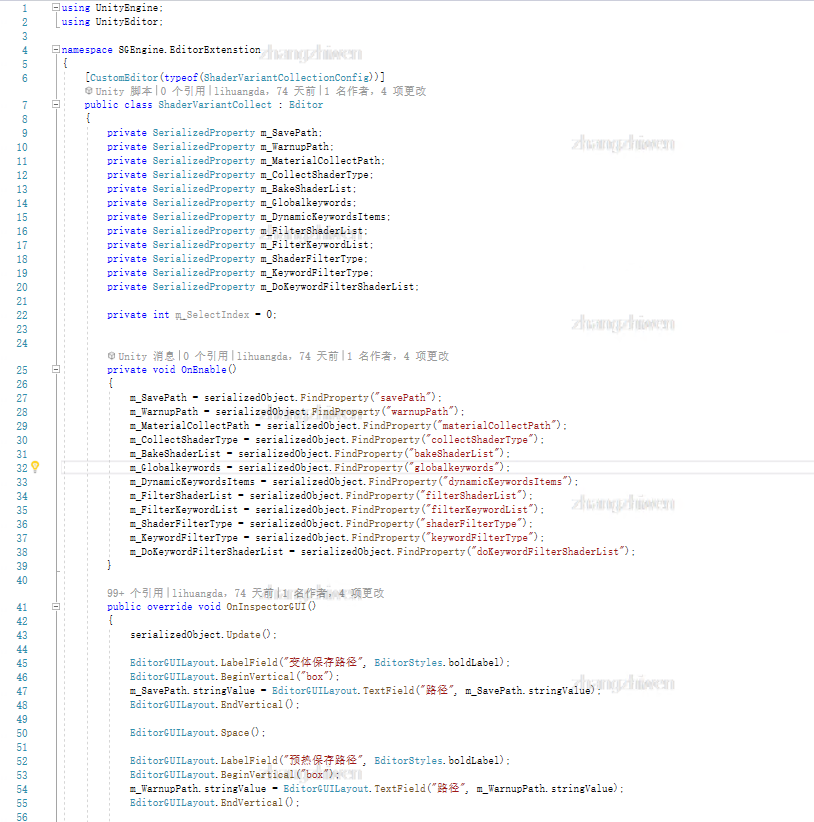 1 using UnityEngine;
2 using UnityEditor;
3
4 namespace SGEngine.EditorExtenstion
5 {
6 [CustomEditor(typeof(ShaderVariantCollectionConfig))]
Unity 脚本|0 个引用|lihuangda，74 天前|1 名作者，4 项更改
7 public class ShaderVariantCollect : Editor
8 {
9 private SerializedProperty m_SavePath;
10 private SerializedProperty m_WarnupPath;
11 private SerializedProperty m_MaterialCollectPath;
12 private SerializedProperty m_CollectShaderType;
13 private SerializedProperty m_BakeShaderList;
14 private SerializedProperty m_Globalkeywords;
15 private SerializedProperty m_DynamicKeywordsItems;
16 private SerializedProperty m_FilterShaderList;
17 private SerializedProperty m_FilterKeywordList;
18 private SerializedProperty m_ShaderFilterType;
19 private SerializedProperty m_KeywordFilterType;
20 private SerializedProperty m_DoKeywordFilterShaderList;
21
22 private int m_SelectIndex = 0;
23
24
Unity 消息|0 个引用|lihuangda，74 天前|1 名作者，4 项更改
25 private void OnEnable()
26 {
27 m_SavePath = serializedObject.FindProperty("savePath");
28 m_WarnupPath = serializedObject.FindProperty("warnupPath");
29 m_MaterialCollectPath = serializedObject.FindProperty("materialCollectPath");
30 m_CollectShaderType = serializedObject.FindProperty("collectShaderType");
31 m_BakeShaderList = serializedObject.FindProperty("bakeShaderList");
32 m_Globalkeywords = serializedObject.FindProperty("globalkeywords");
33 m_DynamicKeywordsItems = serializedObject.FindProperty("dynamicKeywordsItems");
34 m_FilterShaderList = serializedObject.FindProperty("filterShaderList");
35 m_FilterKeywordList = serializedObject.FindProperty("filterKeywordList");
36 m_ShaderFilterType = serializedObject.FindProperty("shaderFilterType");
37 m_KeywordFilterType = serializedObject.FindProperty("keywordFilterType");
38 m_DoKeywordFilterShaderList = serializedObject.FindProperty("doKeywordFilterShaderList");
39 }
40
99+ 个引用|lihuangda，74 天前|1 名作者，4 项更改
41 public override void OnInspectorGUI()
42 {
43 serializedObject.Update();
44
45 EditorGUILayout.LabelField("变体保存路径", EditorStyles.boldLabel);
46 EditorGUILayout.BeginVertical("box");
47 m_SavePath.stringValue = EditorGUILayout.TextField("路径", m_SavePath.stringValue);
48 EditorGUILayout.EndVertical();
49
50 EditorGUILayout.Space();
51
52 EditorGUILayout.LabelField("预热保存路径", EditorStyles.boldLabel);
53 EditorGUILayout.BeginVertical("box");
54 m_WarnupPath.stringValue = EditorGUILayout.TextField("路径", m_WarnupPath.stringValue);
55 EditorGUILayout.EndVertical();
56